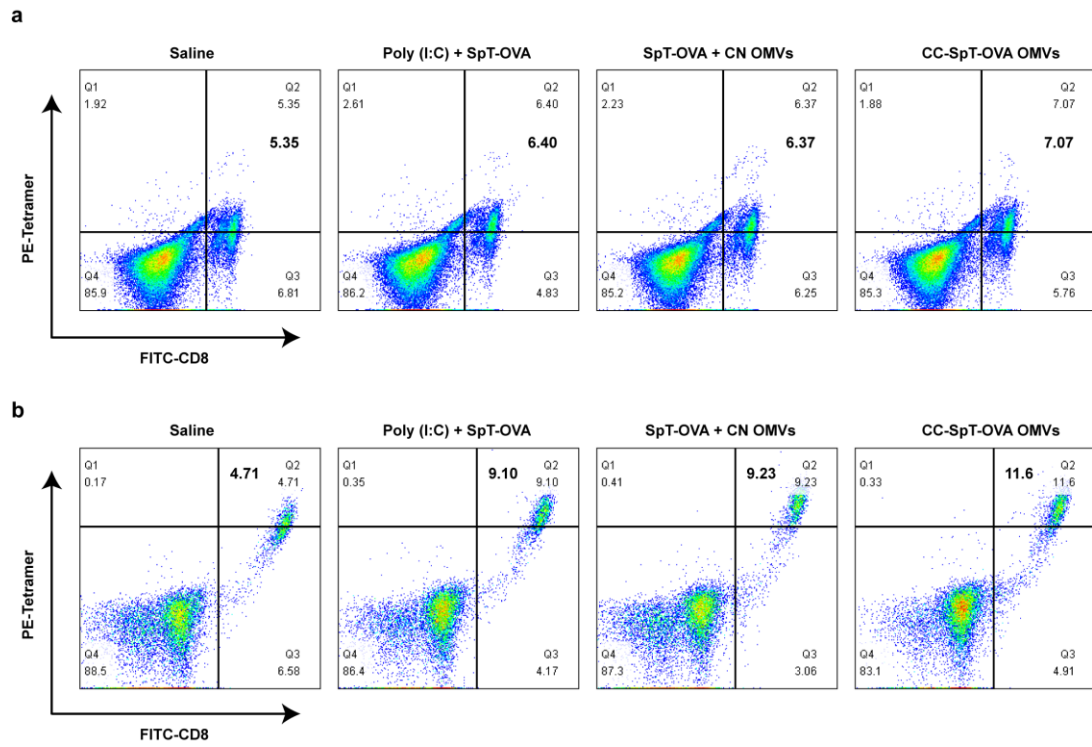 a
Saline
Poly (I:C) + SpT-OVA
SpT-OVA + CN OMVs
CC-SpT-OVA OMVs
PE-Tetramer
Q1
1.92
Q2
5.35
5.35
Q4
85.9
Q3
6.81
Q1
2.61
Q2
6.40
6.40
Q4
86.2
Q3
4.83
Q1
2.23
Q2
6.37
6.37
Q4
85.2
Q3
6.25
Q1
1.88
Q2
7.07
7.07
Q4
85.3
Q3
5.76
FITC-CD8
b
Saline
Poly (I:C) + SpT-OVA
SpT-OVA + CN OMVs
CC-SpT-OVA OMVs
PE-Tetramer
Q1
0.17
4.71
Q2
4.71
Q4
88.5
Q3
6.58
Q1
0.35
9.10
Q2
9.10
Q4
86.4
Q3
4.17
Q1
0.41
9.23
Q2
9.23
Q4
87.3
Q3
3.06
Q1
0.33
11.6
Q2
11.6
Q4
83.1
Q3
4.91
FITC-CD8